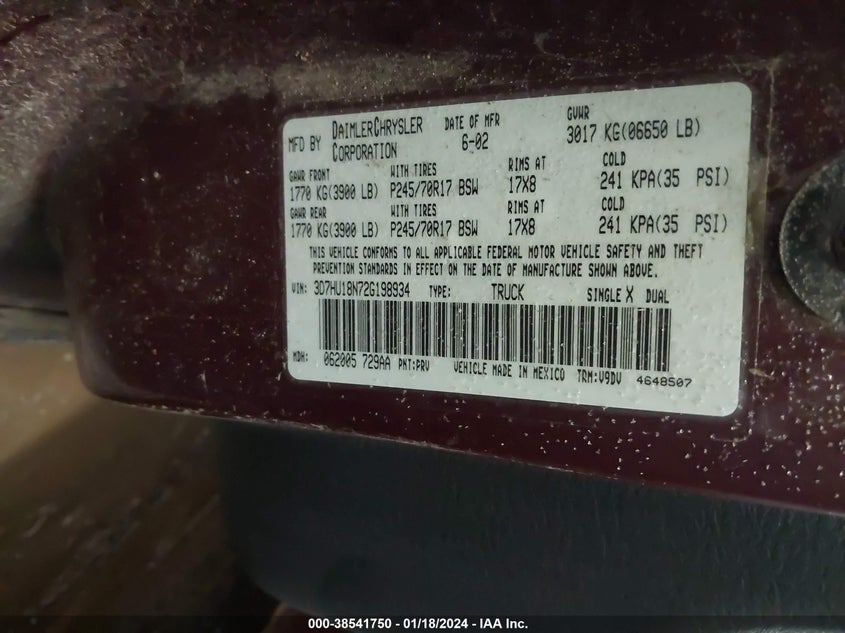 MFD BY DAIMLERCHRYSLER CORPORATION DATE OF MFR 6-02 GVWR 3017 KG(06650 LB)
GAWR FRONT WITH TIRES RIMS AT COLD
1770 KG(3900 LB) P245/70R17 BSW 17X8 241 KPA(35 PSI)
GAWR REAR WITH TIRES RIMS AT COLD
1770 KG(3900 LB) P245/70R17 BSW 17X8 241 KPA(35 PSI)
THIS VEHICLE CONFORMS TO ALL APPLICABLE FEDERAL MOTOR VEHICLE SAFETY AND THEFT
PREVENTION STANDARDS IN EFFECT ON THE DATE OF MANUFACTURE SHOWN ABOVE.
VIN: 3D7HU18N72G198934 TYPE: TRUCK SINGLE X DUAL
MDH: 062005 729AA PNT:PRV VEHICLE MADE IN MEXICO TRM:V9DV 4648507
000-38541750 — 01/18/2024 — IAA Inc.